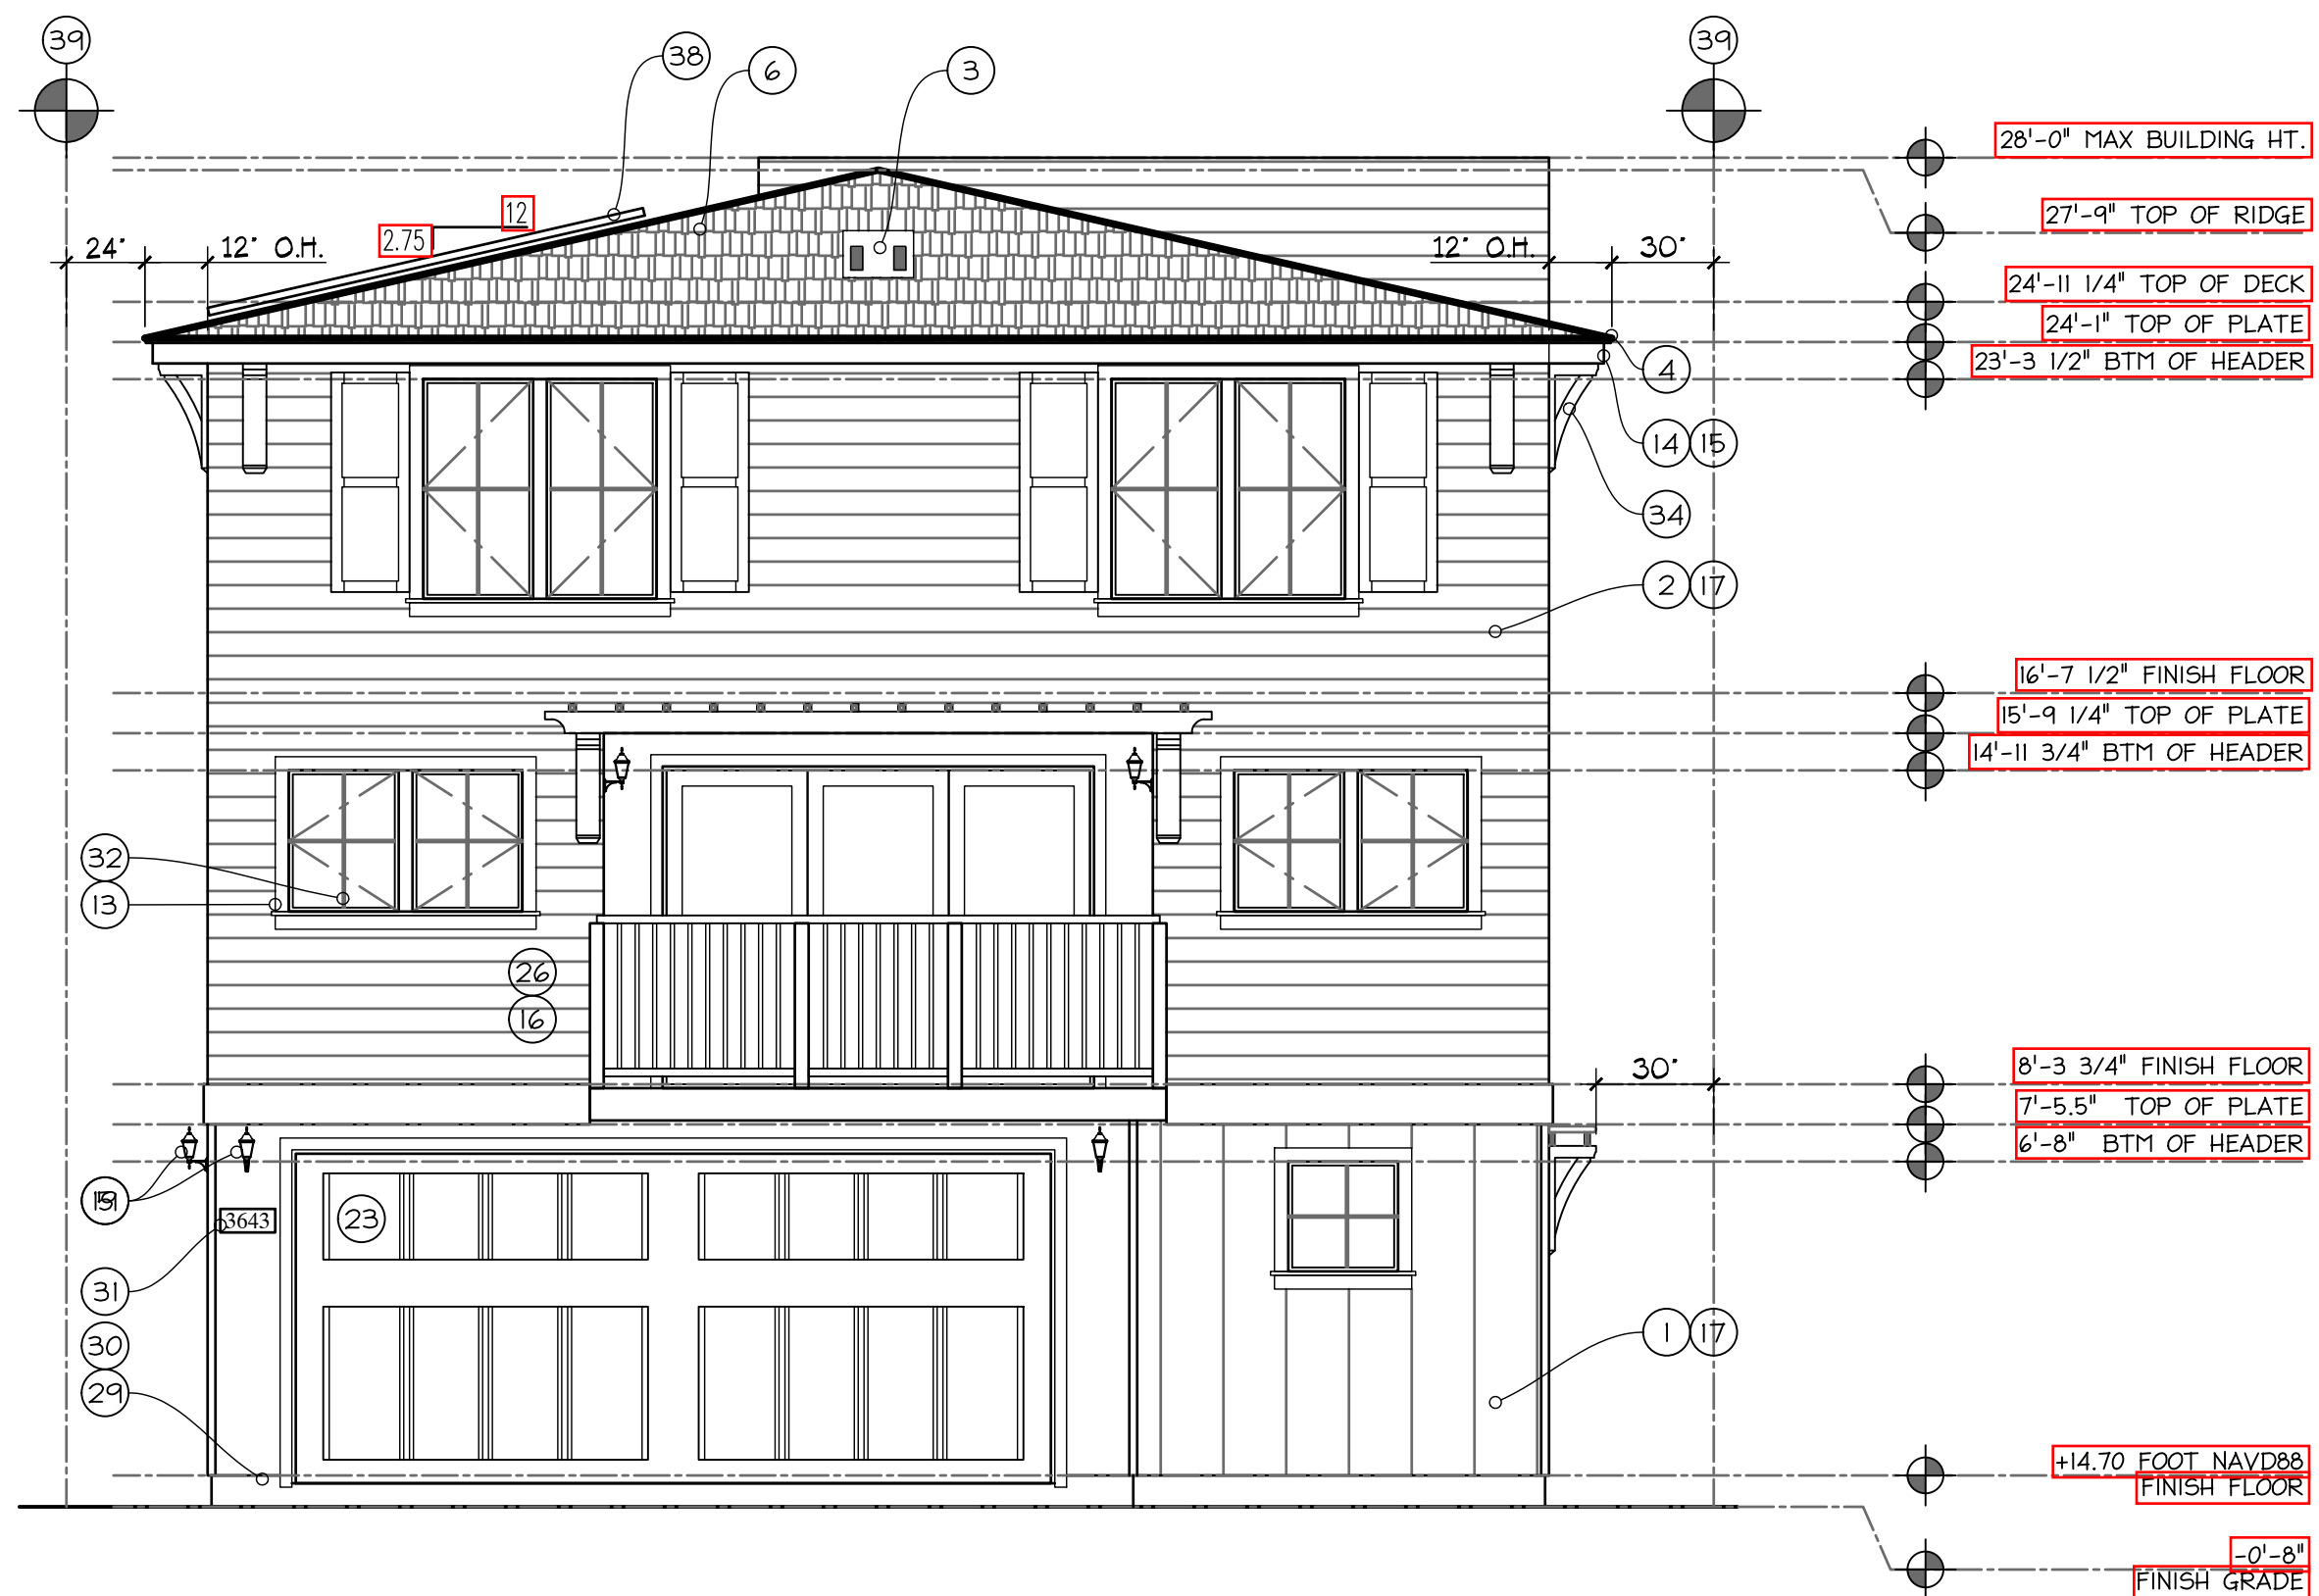 39
38
6
3
39
28'-0" MAX BUILDING HT.
27'-9" TOP OF RIDGE
12
2.75
24"
12" O.H.
12" O.H.
30"
24'-11 1/4" TOP OF DECK
24'-1" TOP OF PLATE
23'-3 1/2" BTM OF HEADER
4
14 15
34
2 17
16'-7 1/2" FINISH FLOOR
15'-9 1/4" TOP OF PLATE
14'-11 3/4" BTM OF HEADER
32
13
26
16
30"
8'-3 3/4" FINISH FLOOR
7'-5.5" TOP OF PLATE
6'-8" BTM OF HEADER
3643
23
31
30
29
1 17
+14.70 FOOT NAVD88
FINISH FLOOR
-0'-8"
FINISH GRADE